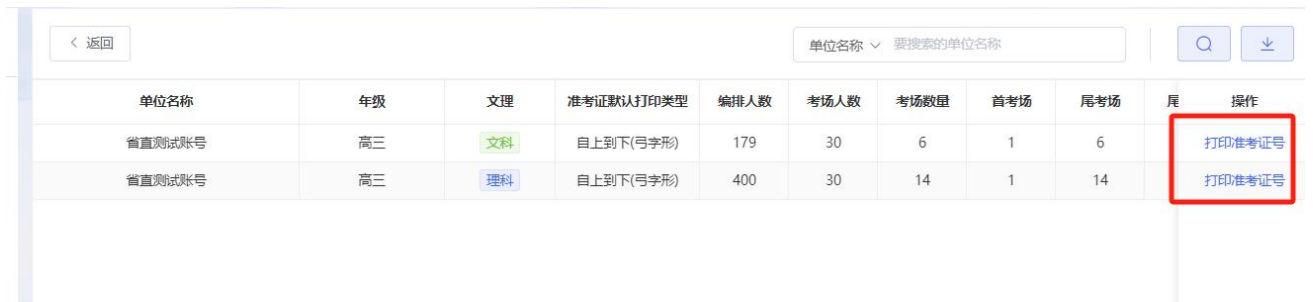 返回 单位名称 要搜索的单位名称
单位名称 年级 文理 准考证默认打印类型 编排人数 考场人数 考场数量 首考场 尾考场 尾 操作
省直测试账号 高三 文科 自上到下(弓字形) 179 30 6 1 6 打印准考证号
省直测试账号 高三 理科 自上到下(弓字形) 400 30 14 1 14 打印准考证号